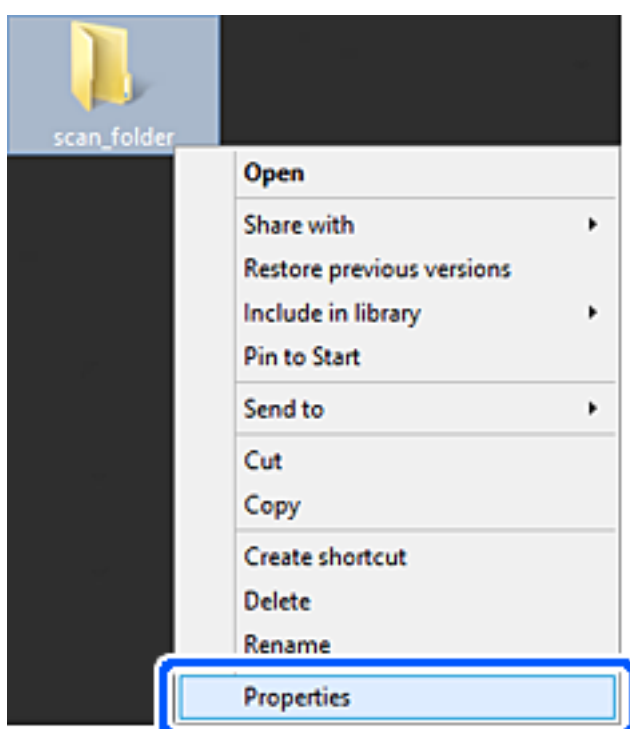 scan_folder
Open
Share with
Restore previous versions
Include in library
Pin to Start
Send to
Cut
Copy
Create shortcut
Delete
Rename
Properties